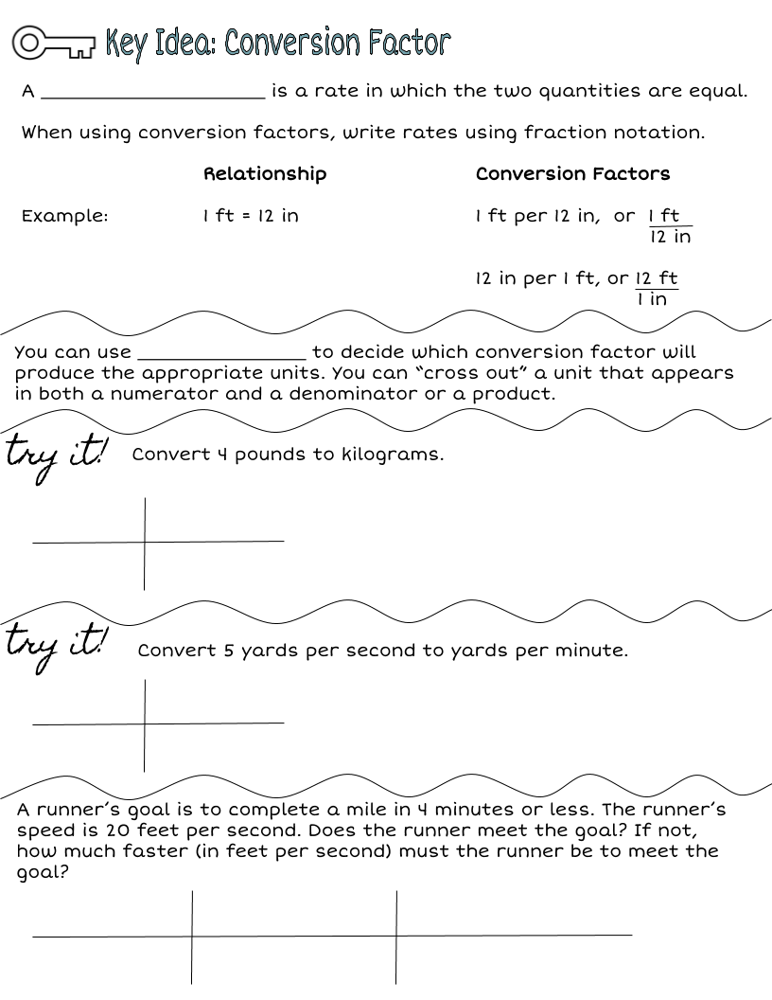 Key Idea: Conversion Factor
A ______________________ is a rate in which the two quantities are equal.
When using conversion factors, write rates using fraction notation.
Relationship Conversion Factors
Example: 1 ft = 12 in 1 ft per 12 in, or 1 ft
12 in
12 in per 1 ft, or 12 ft
1 in
You can use ________________ to decide which conversion factor will
produce the appropriate units. You can “cross out” a unit that appears
in both a numerator and a denominator or a product.
try it! Convert 4 pounds to kilograms.
try it! Convert 5 yards per second to yards per minute.
A runner’s goal is to complete a mile in 4 minutes or less. The runner’s
speed is 20 feet per second. Does the runner meet the goal? If not,
how much faster (in feet per second) must the runner be to meet the
goal?